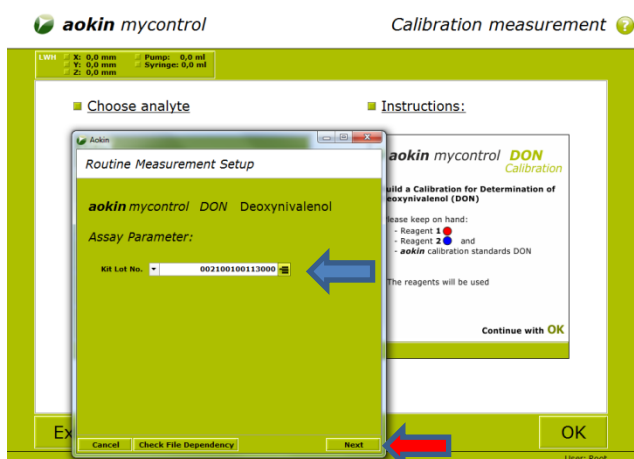 aokin mycontrol
Calibration measurement ?
LWH X: 0,0 mm Pump: 0,0 ml
Y: 0,0 mm Syringe: 0,0 ml
Z: 0,0 mm
Choose analyte
Instructions:
Aokin
Routine Measurement Setup
aokin mycontrol DON Deoxynivalenol
Assay Parameter:
Kit Lot No. 002100100113000
Cancel
Check File Dependency
Next
aokin mycontrol DON
Calibration
uild a Calibration for Determination of
eoxynivalenol (DON)
lease keep on hand:
- Reagent 1
- Reagent 2 and
- aokin calibration standards DON
The reagents will be used
Continue with OK
Ex
OK
User: Root